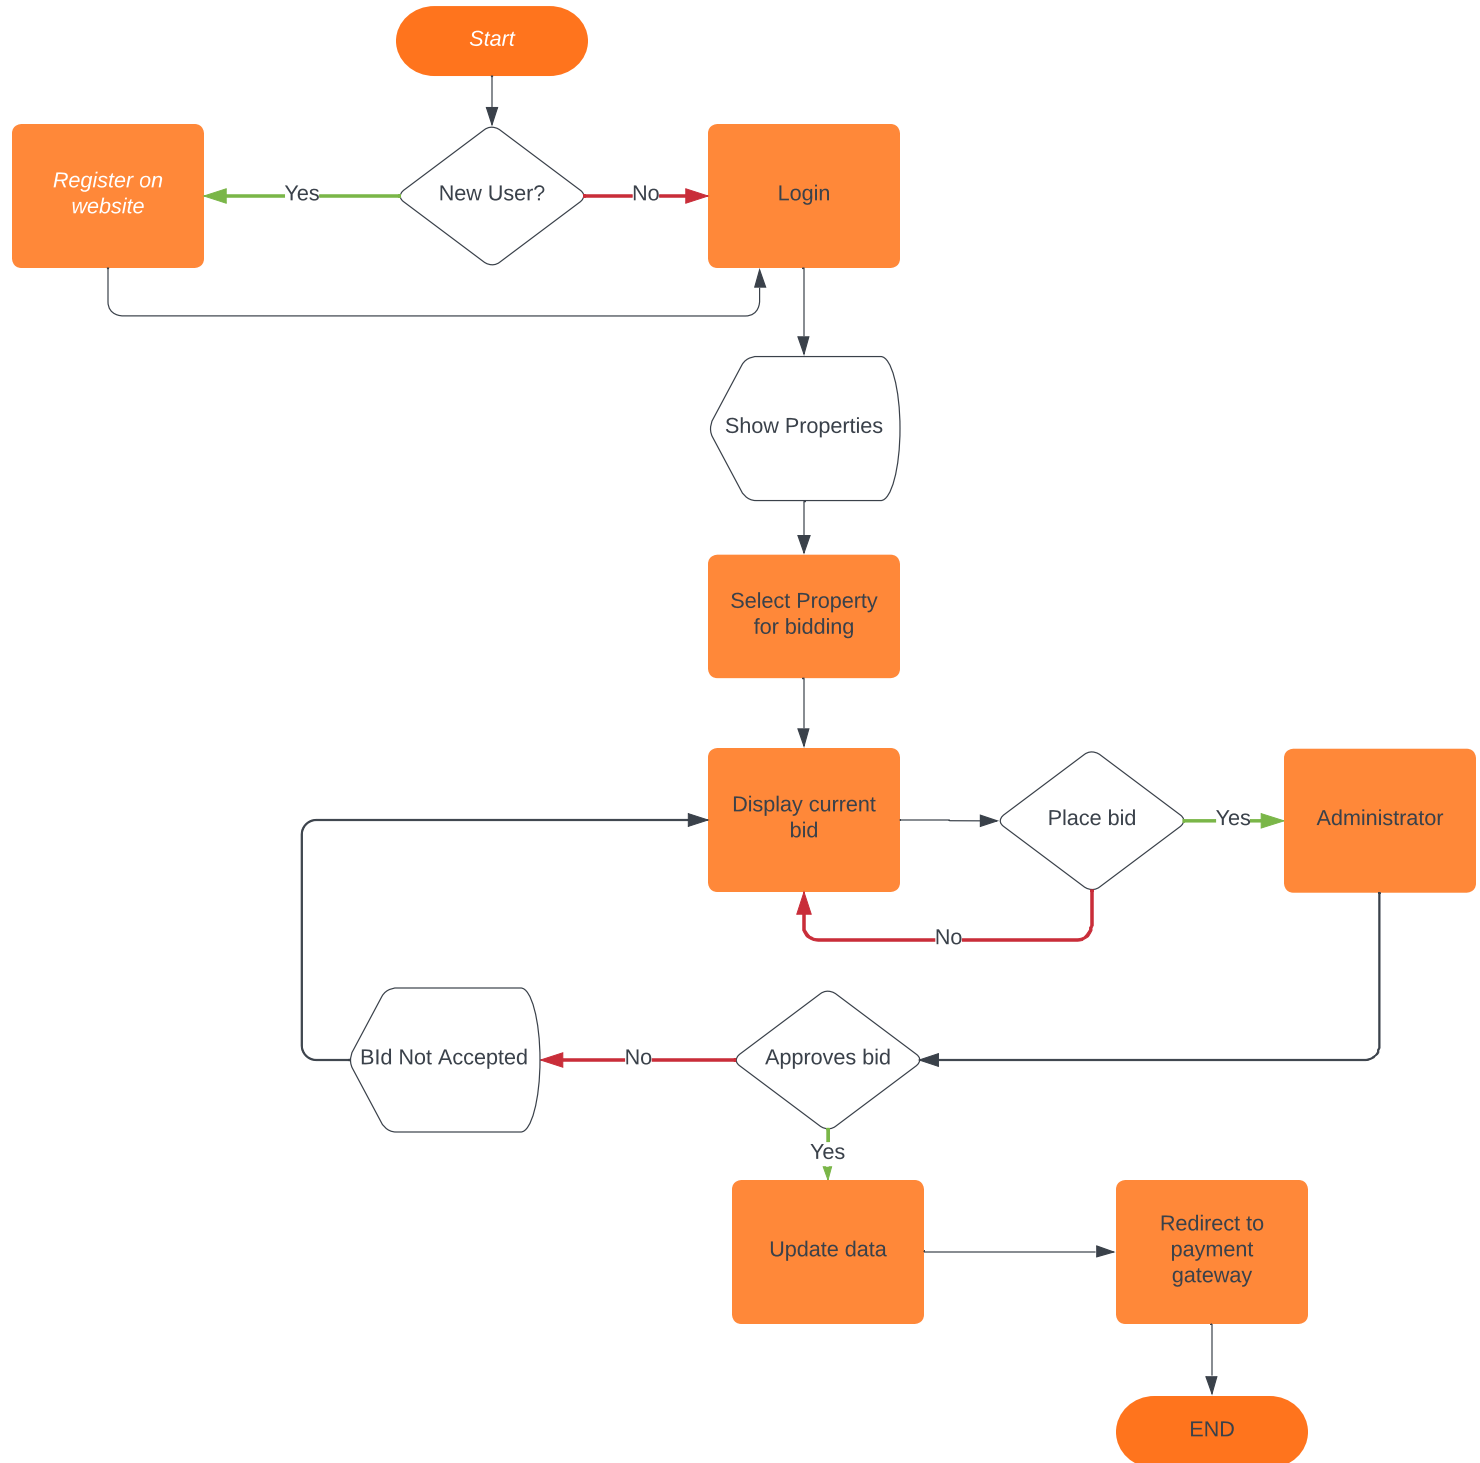 Start
Register on
website
Yes
New User?
No
Login
Show Properties
Select Property
for bidding
Display current
bid
Place bid
Yes
Administrator
No
BId Not Accepted
No
Approves bid
Yes
Update data
Redirect to
payment
gateway
END